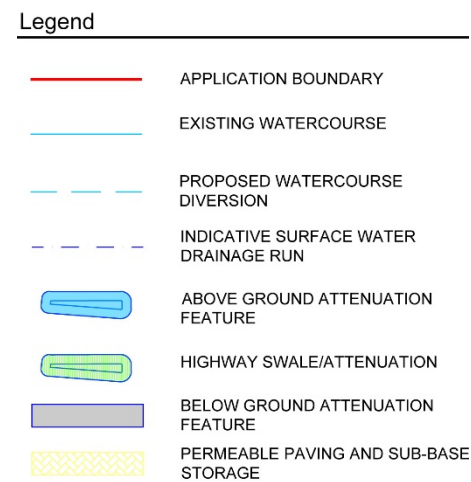 Legend
APPLICATION BOUNDARY
EXISTING WATERCOURSE
PROPOSED WATERCOURSE
DIVERSION
INDICATIVE SURFACE WATER
DRAINAGE RUN
ABOVE GROUND ATTENUATION
FEATURE
HIGHWAY SWALE/ATTENUATION
BELOW GROUND ATTENUATION
FEATURE
PERMEABLE PAVING AND SUB-BASE
STORAGE